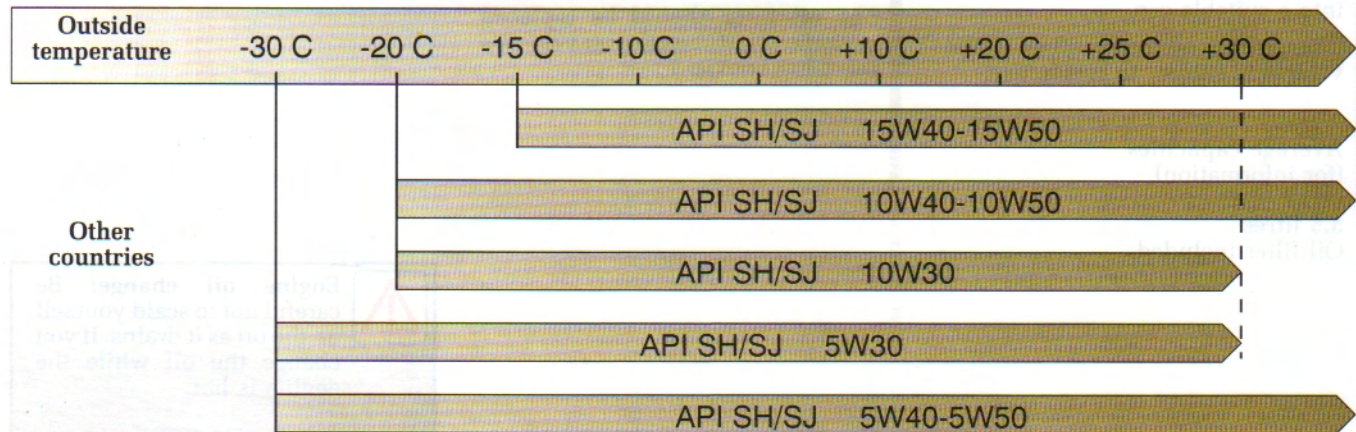 Outside
temperature
-30 C -20 C -15 C -10 C 0 C +10 C +20 C +25 C +30 C
API SH/SJ 15W40-15W50
API SH/SJ 10W40-10W50
Other
countries
API SH/SJ 10W30
API SH/SJ 5W30
API SH/SJ 5W40-5W50